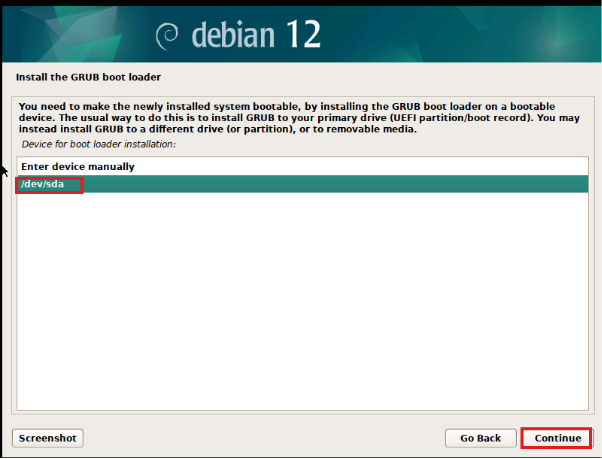 debian 12
Install the GRUB boot loader
You need to make the newly installed system bootable, by installing the GRUB boot loader on a bootable
device. The usual way to do this is to install GRUB to your primary drive (UEFI partition/boot record). You may
instead install GRUB to a different drive (or partition), or to removable media.
Device for boot loader installation:
Enter device manually
/dev/sda
Screenshot
Go Back
Continue